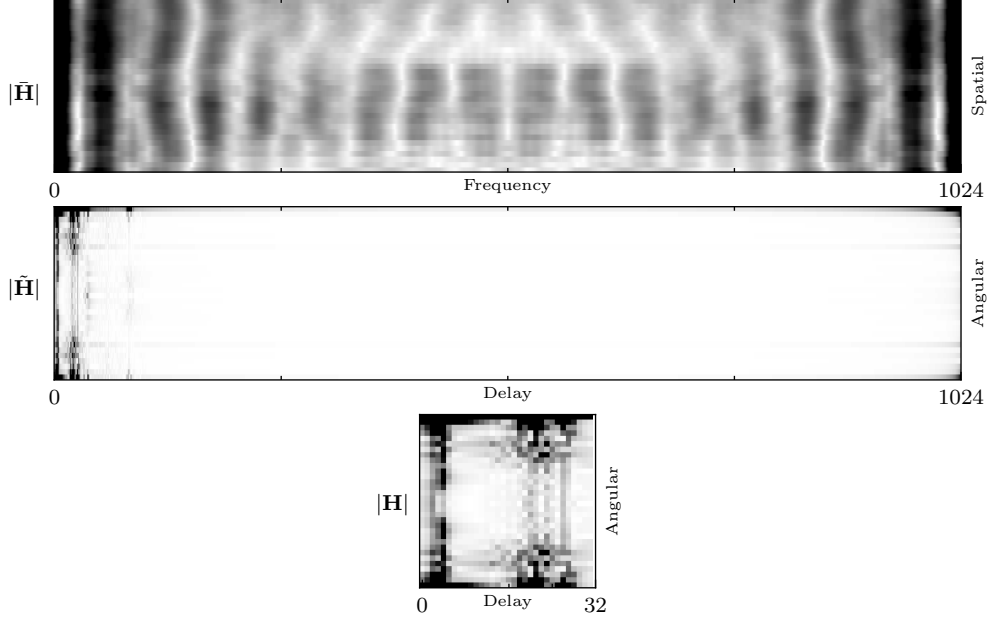 |H̄|
Spatial
0
Frequency
1024
|H̃|
Angular
0
Delay
1024
|H|
Angular
0
Delay
32